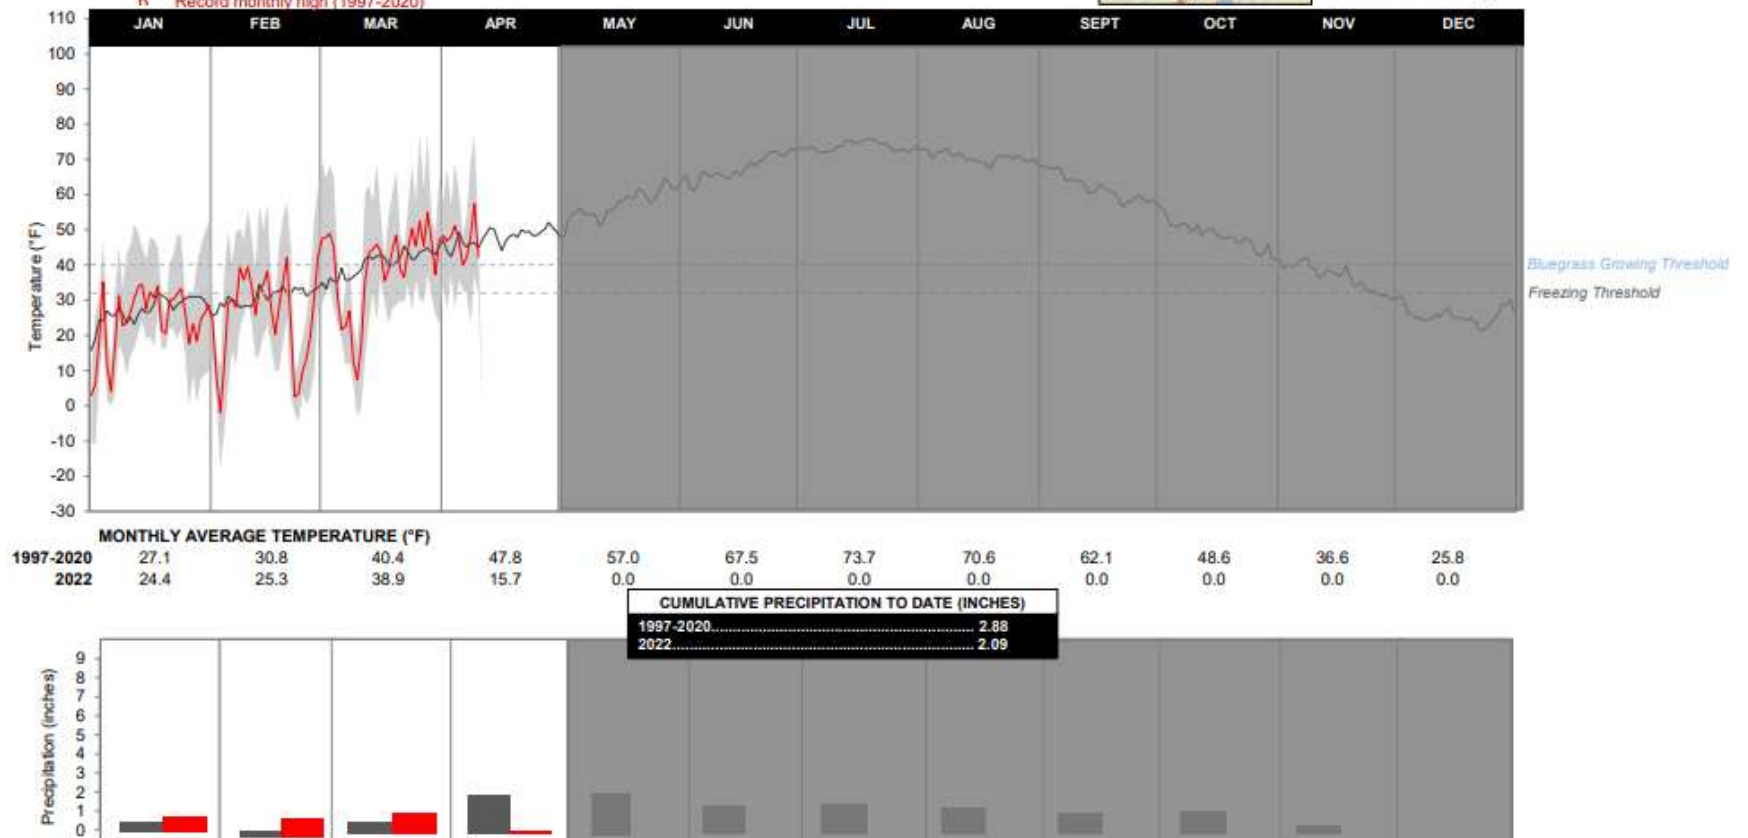 R Record monthly high (1997-2020)
110 JAN FEB MAR APR MAY JUN JUL AUG SEPT OCT NOV DEC
100
90
80
70
60
50
40
30
20
10
0
-10
-20
-30
Temperature (°F)
Bluegrass Growing Threshold
Freezing Threshold
MONTHLY AVERAGE TEMPERATURE (°F)
1997-2020 27.1 30.8 40.4 47.8 57.0 67.5 73.7 70.6 62.1 48.6 36.6 25.8
2022 24.4 25.3 38.9 15.7 0.0 0.0 0.0 0.0 0.0 0.0 0.0 0.0
CUMULATIVE PRECIPITATION TO DATE (INCHES)
1997-2020 2.88
2022 2.09
Precipitation (inches)
9
8
7
6
5
4
3
2
1
0